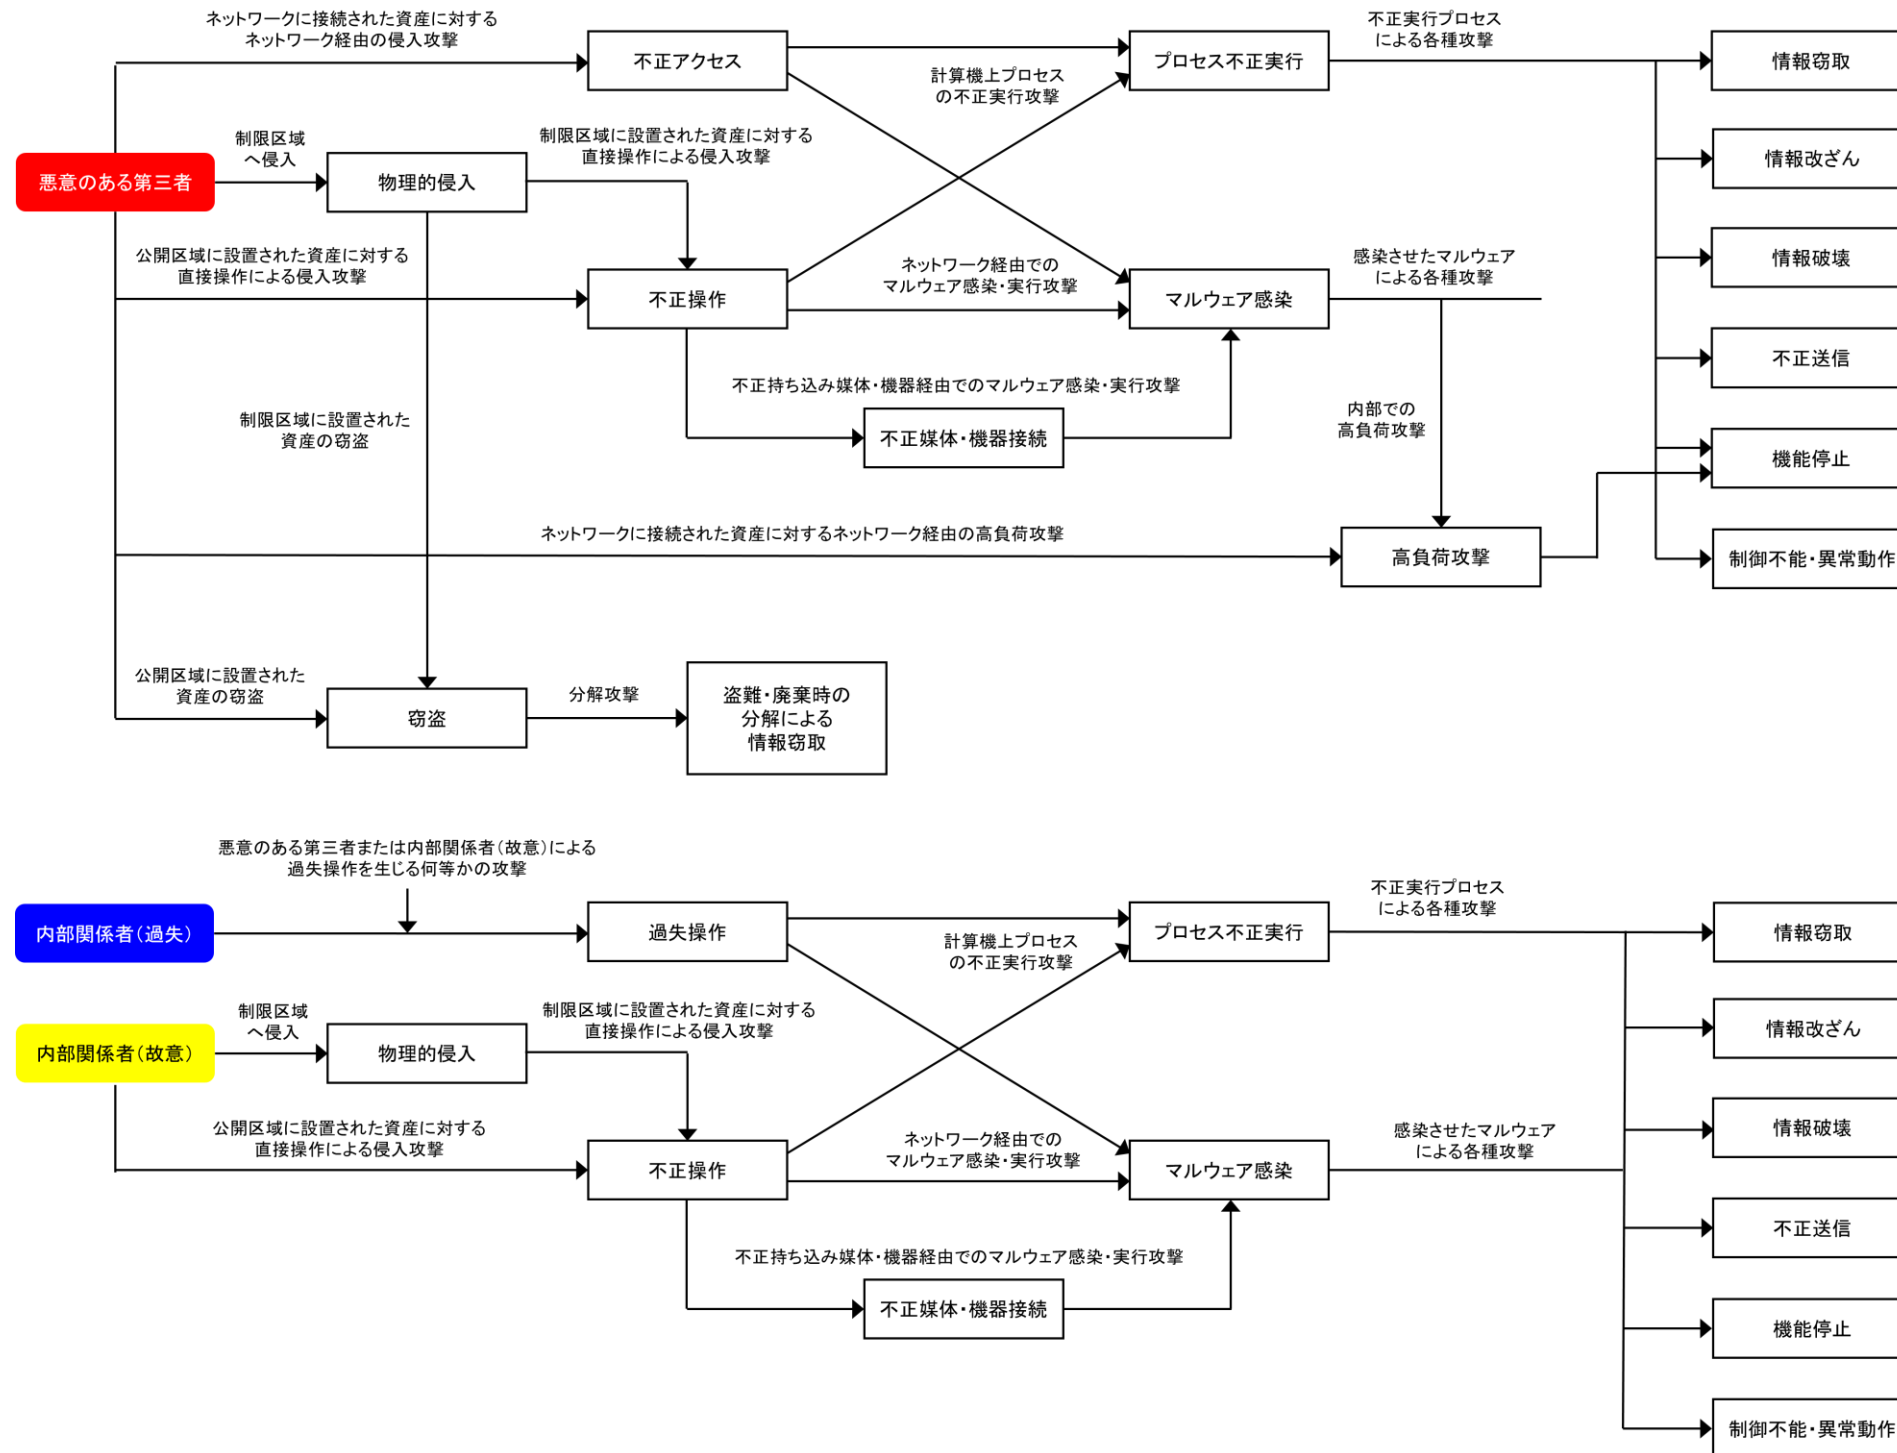 ネットワークに接続された資産に対する
ネットワーク経由の侵入攻撃
不正アクセス
計算機上プロセス
の不正実行攻撃
プロセス不正実行
不正実行プロセス
による各種攻撃
情報窃取
情報改ざん
情報破壊
不正送信
機能停止
制御不能・異常動作
悪意のある第三者
制限区域
へ侵入
物理的侵入
制限区域に設置された資産に対する
直接操作による侵入攻撃
公開区域に設置された資産に対する
直接操作による侵入攻撃
不正操作
ネットワーク経由での
マルウェア感染・実行攻撃
マルウェア感染
感染させたマルウェア
による各種攻撃
不正持ち込み媒体・機器経由でのマルウェア感染・実行攻撃
不正媒体・機器接続
内部での
高負荷攻撃
制限区域に設置された
資産の窃盗
ネットワークに接続された資産に対するネットワーク経由の高負荷攻撃
高負荷攻撃
公開区域に設置された
資産の窃盗
窃盗
分解攻撃
盗難・廃棄時の
分解による
情報窃取
悪意のある第三者または内部関係者(故意)による
過失操作を生じる何等かの攻撃
内部関係者(過失)
過失操作
計算機上プロセス
の不正実行攻撃
プロセス不正実行
不正実行プロセス
による各種攻撃
情報窃取
情報改ざん
情報破壊
不正送信
機能停止
制御不能・異常動作
内部関係者(故意)
制限区域
へ侵入
物理的侵入
制限区域に設置された資産に対する
直接操作による侵入攻撃
公開区域に設置された資産に対する
直接操作による侵入攻撃
不正操作
ネットワーク経由での
マルウェア感染・実行攻撃
マルウェア感染
感染させたマルウェア
による各種攻撃
不正持ち込み媒体・機器経由でのマルウェア感染・実行攻撃
不正媒体・機器接続